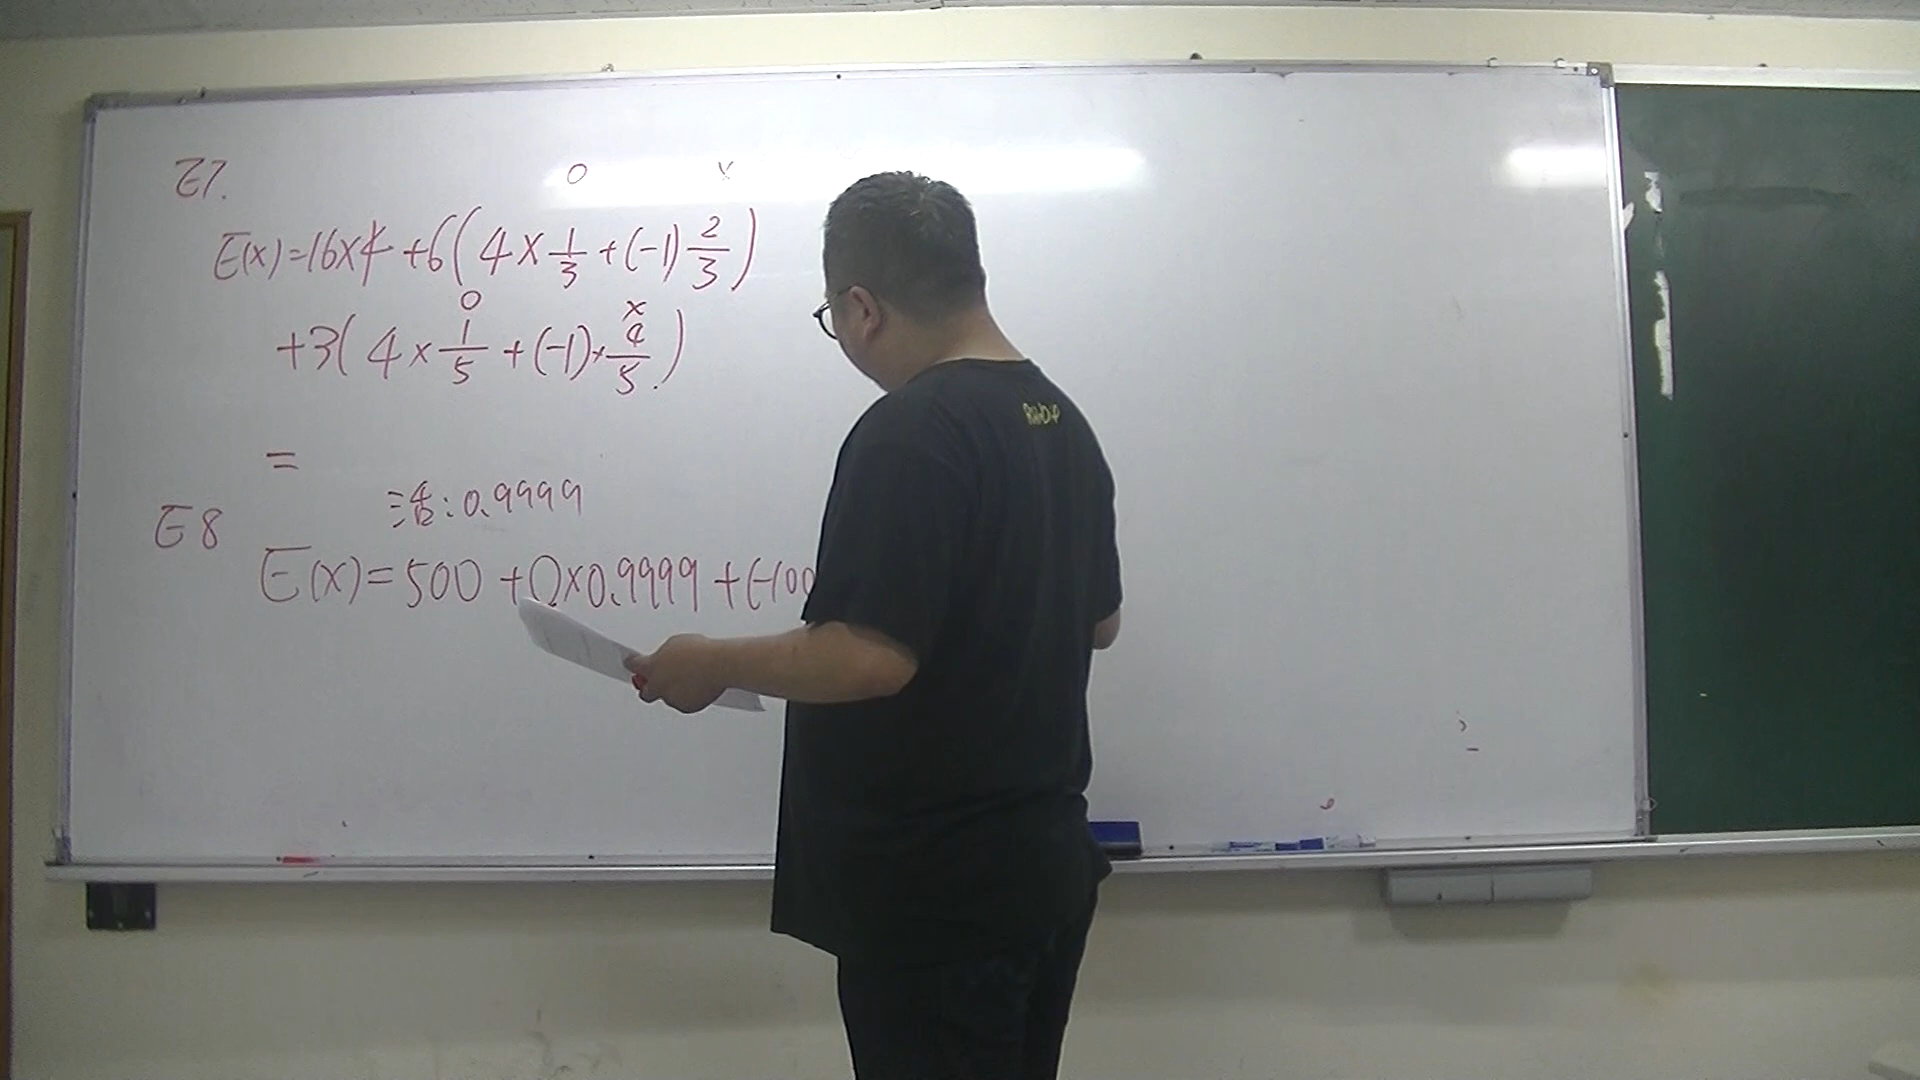 E7.
O x
E(x)=16×4+6(4×1/3+(-1)2/3)
O x
+3(4×1/5+(-1)×4/5.)
=
活:0.9999
E8
E(x)=500+0×0.9999+(-100